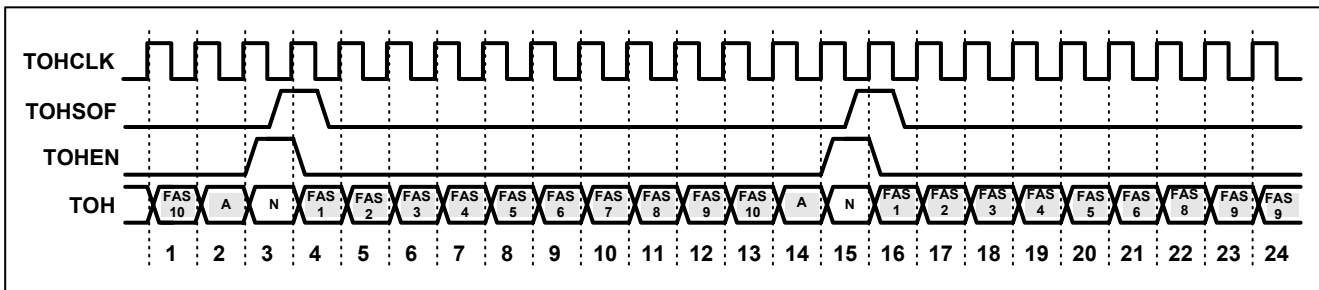 TOHCLK
TOHSOF
TOHEN
TOH FAS 10 A N FAS 1 FAS 2 FAS 3 FAS 4 FAS 5 FAS 6 FAS 7 FAS 8 FAS 9 FAS 10 A N FAS 1 FAS 2 FAS 3 FAS 4 FAS 5 FAS 6 FAS 8 FAS 9 FAS 9
1 2 3 4 5 6 7 8 9 10 11 12 13 14 15 16 17 18 19 20 21 22 23 24